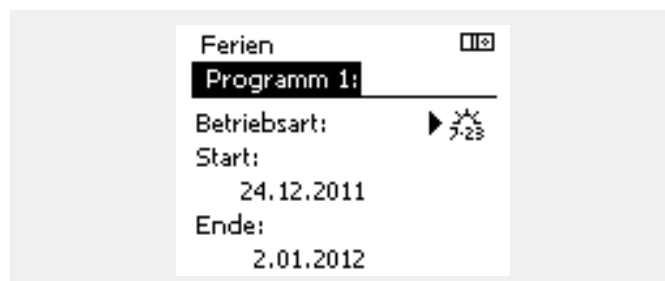 Ferien
Programm 1:
Betriebsart: 7-23
Start:
24.12.2011
Ende:
2.01.2012